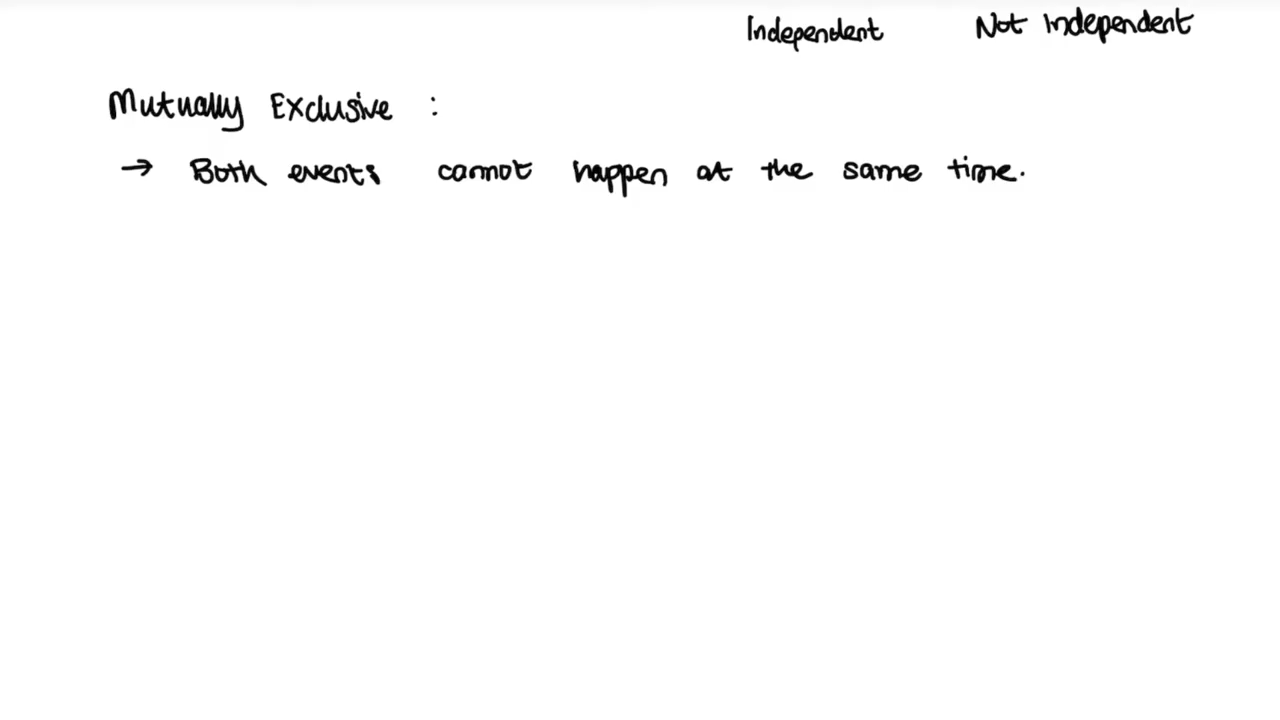 Independent Not Independent
Mutually Exclusive :
→ Both events cannot happen at the same time.